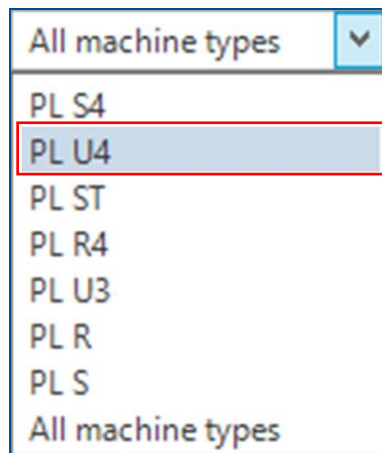 All machine types
PL S4
PL U4
PL ST
PL R4
PL U3
PL R
PL S
All machine types